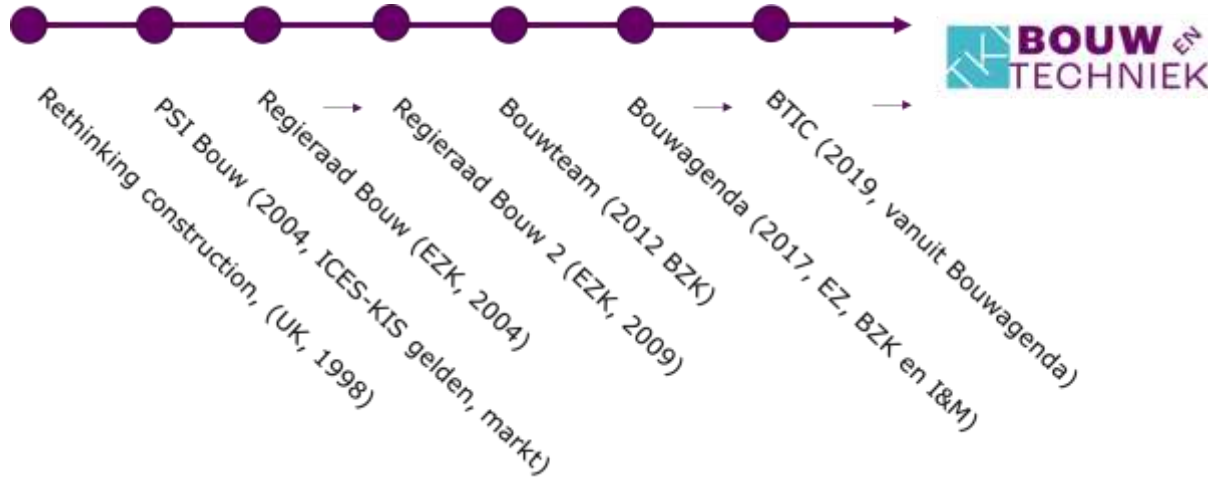 Rethinking construction, (UK, 1998)
PSI Bouw (2004, ICES-KIS gelden, markt)
Regieraad Bouw (EZK, 2004)
Regieraad Bouw 2 (EZK, 2009)
Bouwteam (2012 BZK)
Bouwagenda (2017, EZ, BZK en I&M)
BTIC (2019, vanuit Bouwagenda)
BOUW EN
TECHNIEK